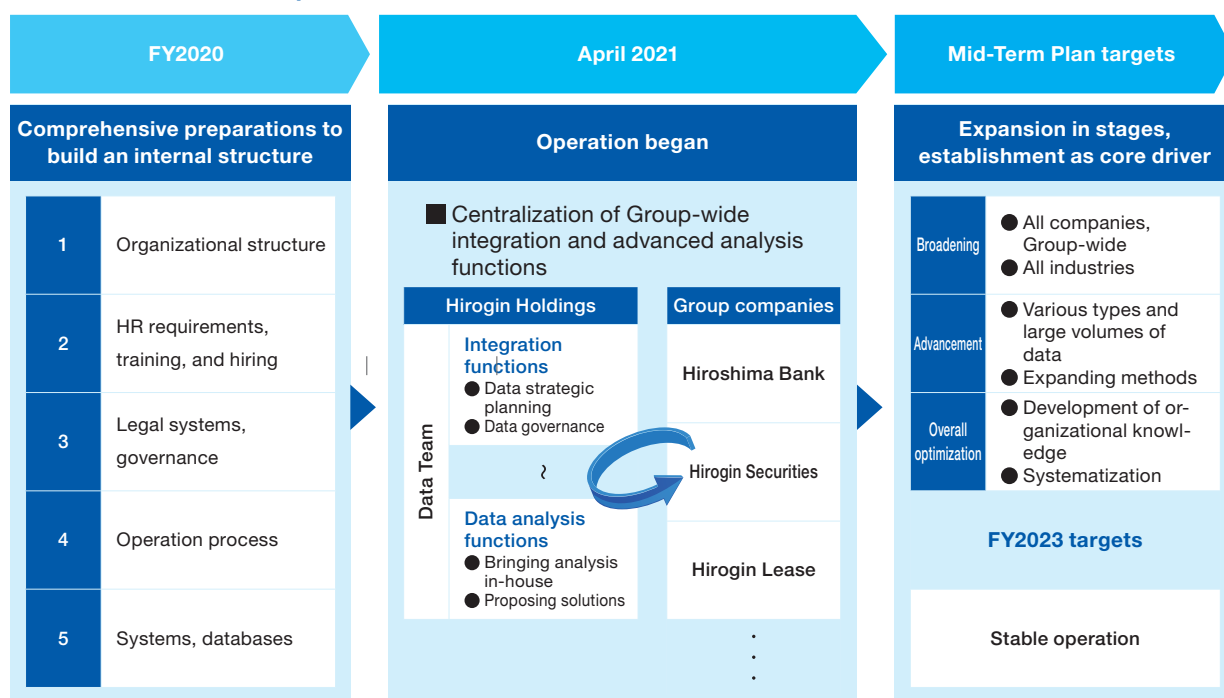 FY2020
April 2021
Mid-Term Plan targets
Comprehensive preparations to
build an internal structure
1
Organizational structure
2
HR requirements,
training, and hiring
3
Legal systems,
governance
4
Operation process
5
Systems, databases
Operation began
■ Centralization of Group-wide
integration and advanced analysis
functions
Hirogin Holdings
Data Team
Integration
functions
● Data strategic
planning
● Data governance
~
Data analysis
functions
● Bringing analysis
in-house
● Proposing solutions
Group companies
Hiroshima Bank
Hirogin Securities
Hirogin Lease
.
.
.
Expansion in stages,
establishment as core driver
Broadening
● All companies,
Group-wide
● All industries
Advancement
● Various types and
large volumes of
data
● Expanding methods
Overall
optimization
● Development of or-
ganizational knowl-
edge
● Systematization
FY2023 targets
Stable operation